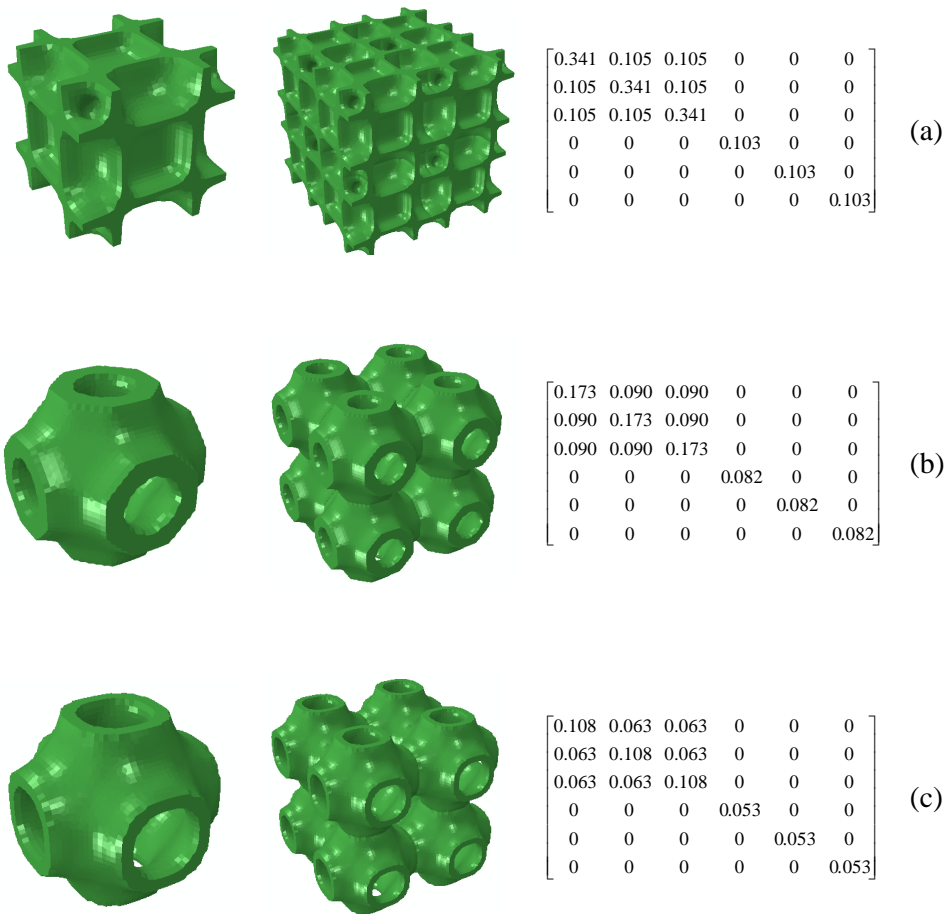 0.341 0.105 0.105 0 0 0
0.105 0.341 0.105 0 0 0
0.105 0.105 0.341 0 0 0
0 0 0 0.103 0 0
0 0 0 0 0.103 0
0 0 0 0 0 0.103
(a)
0.173 0.090 0.090 0 0 0
0.090 0.173 0.090 0 0 0
0.090 0.090 0.173 0 0 0
0 0 0 0.082 0 0
0 0 0 0 0.082 0
0 0 0 0 0 0.082
(b)
0.108 0.063 0.063 0 0 0
0.063 0.108 0.063 0 0 0
0.063 0.063 0.108 0 0 0
0 0 0 0.053 0 0
0 0 0 0 0.053 0
0 0 0 0 0 0.053
(c)